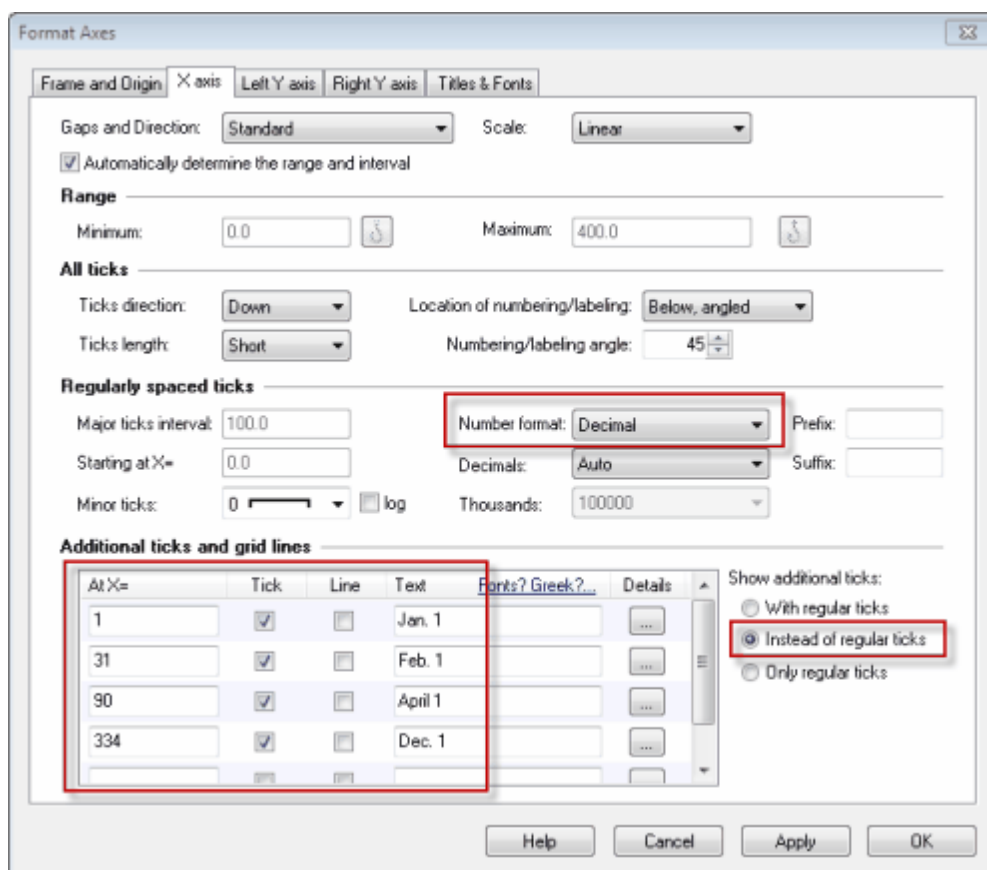 Format Axes
Frame and Origin X axis Left Y axis Right Y axis Titles & Fonts
Gaps and Direction: Standard Scale: Linear
Automatically determine the range and interval
Range
Minimum: 0.0 Maximum: 400.0
All ticks
Ticks direction: Down Location of numbering/labeling: Below, angled
Ticks length: Short Numbering/labeling angle: 45
Regularly spaced ticks
Major ticks interval: 100.0 Number format: Decimal Prefix:
Starting at X= 0.0 Decimals: Auto Suffix:
Minor ticks: 0 log Thousands: 100000
Additional ticks and grid lines
At X= Tick Line Text Fonts? Greek?... Details Show additional ticks:
1 Jan. 1 ... With regular ticks
31 Feb. 1 ... Instead of regular ticks
90 April 1 ... Only regular ticks
334 Dec. 1 ...
Help Cancel Apply OK